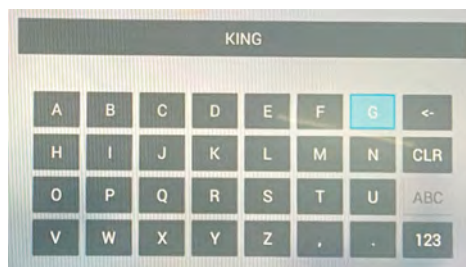 KING
A B C D E F G <-
H I J K L M N CLR
O P Q R S T U ABC
V W X Y Z , . 123